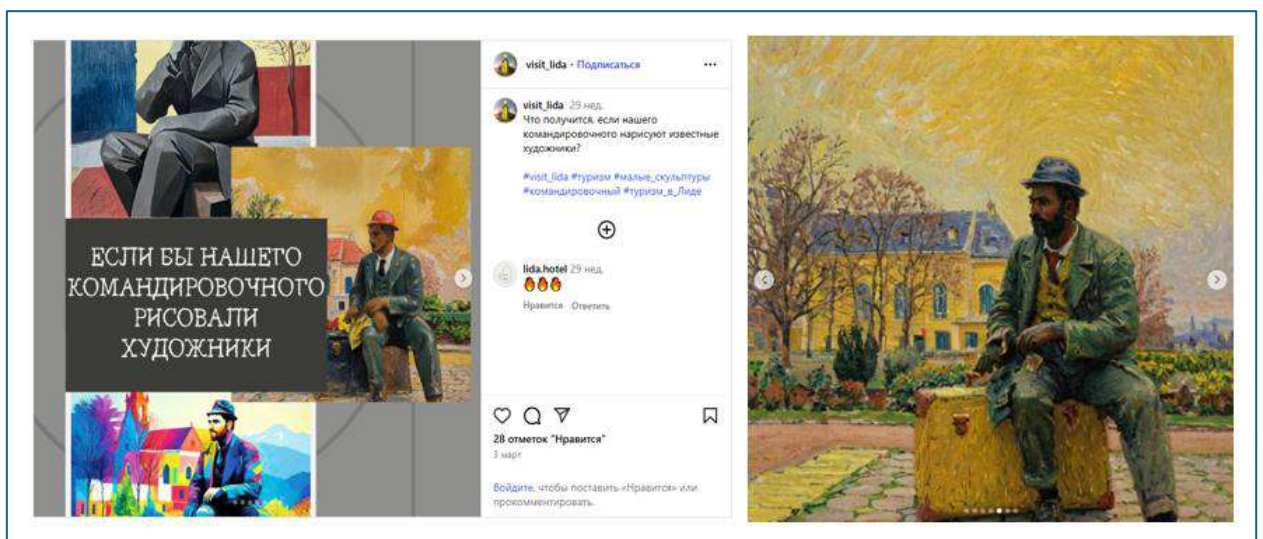 ЕСЛИ БЫ НАШЕГО
КОМАНДИРОВОЧНОГО
РИСОВАЛИ
ХУДОЖНИКИ
visit_lida • Подписаться
visit_lida 29 нед.
Что получится, если нашего
командировочного нарисуют известные
художники?
#visit_lida #туризм #малые_скульптуры
#командировочный #туризм_в_Лиде
lida.hotel 29 нед.
Нравится Ответить
28 отметок "Нравится"
3 март
Войдите, чтобы поставить «Нравится» или
прокомментировать.